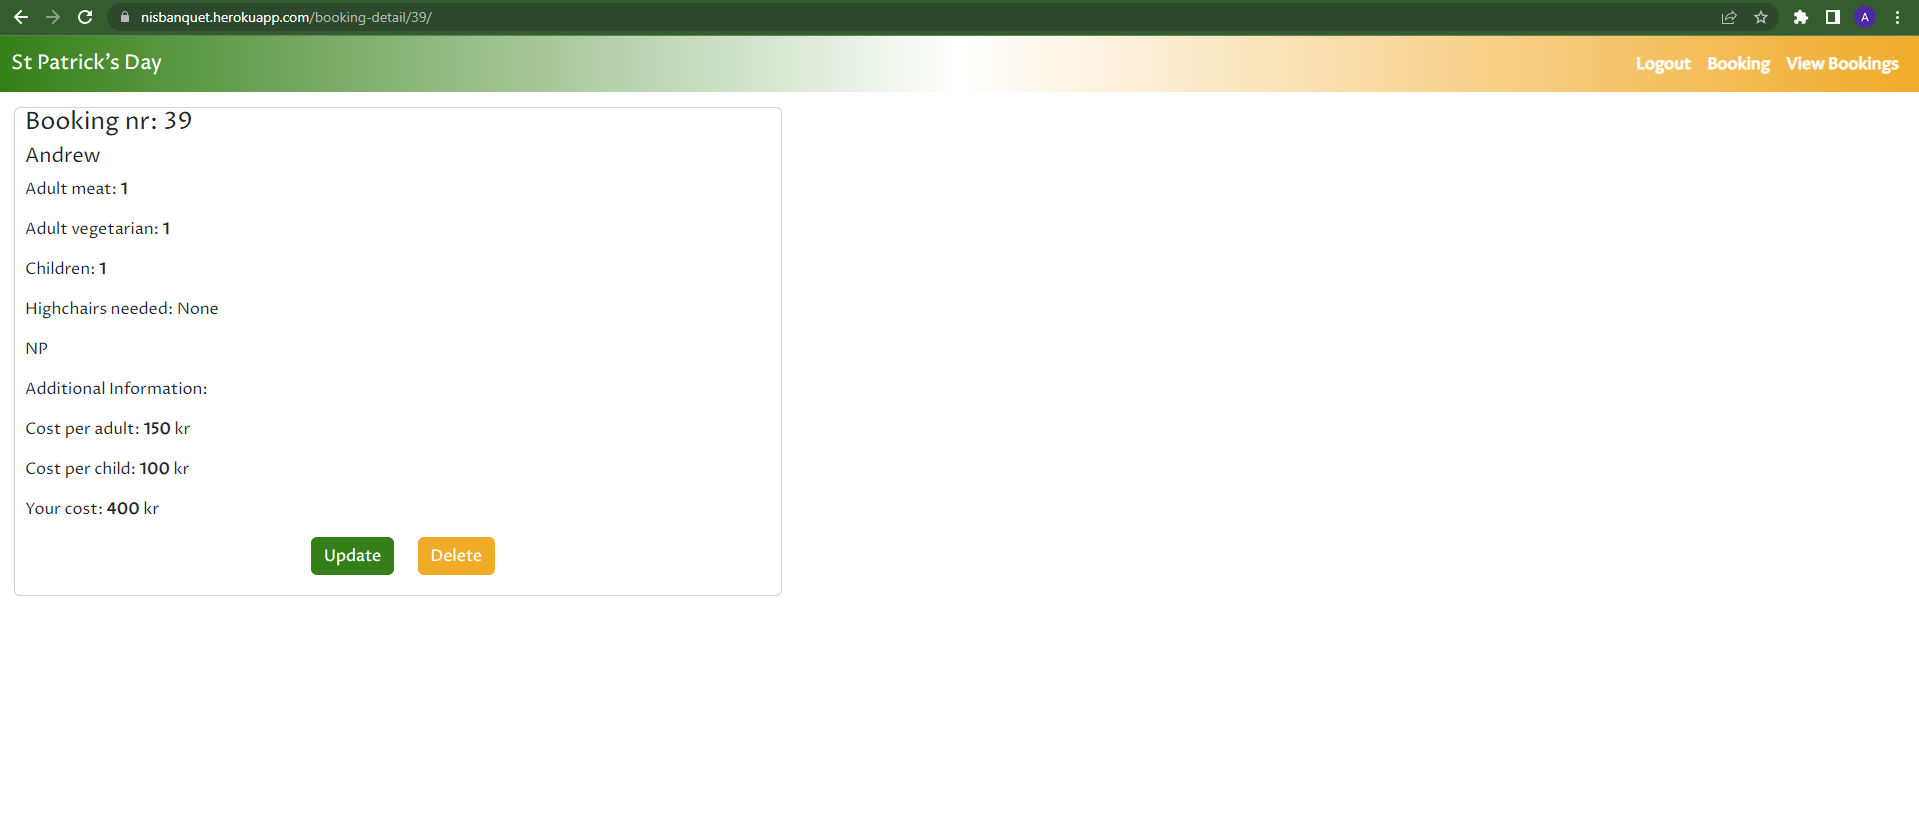 nisbanquet.herokuapp.com/booking-detail/39/
A
St Patrick's Day
Logout Booking View Bookings
Booking nr: 39
Andrew
Adult meat: 1
Adult vegetarian: 1
Children: 1
Highchairs needed: None
NP
Additional Information:
Cost per adult: 150 kr
Cost per child: 100 kr
Your cost: 400 kr
Update Delete